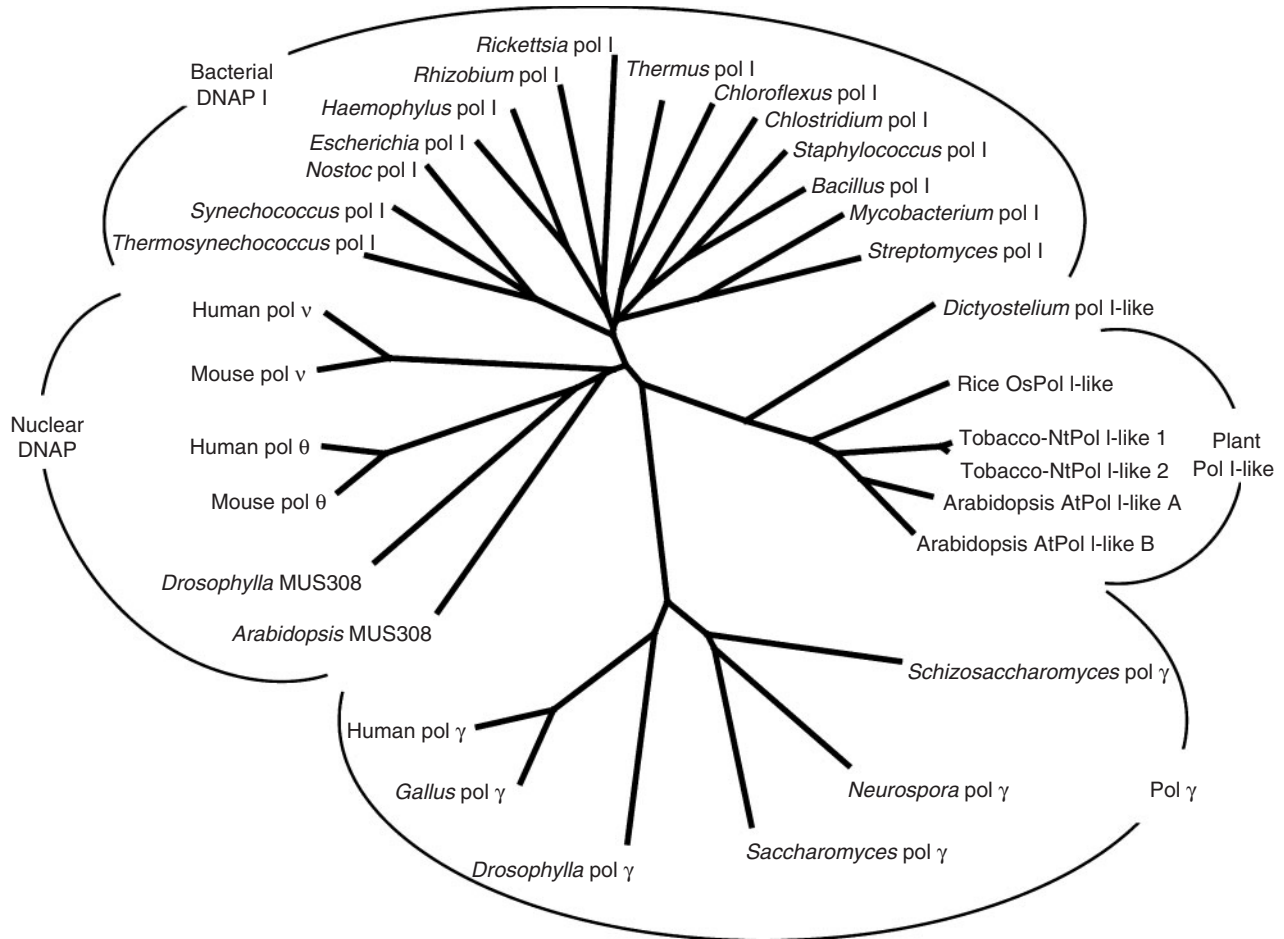 Rickettsia pol I
Bacterial
DNAP I
Rhizobium pol I
Thermus pol I
Haemophylus pol I
Chloroflexus pol I
Escherichia pol I
Chlostridium pol I
Nostoc pol I
Staphylococcus pol I
Synechococcus pol I
Bacillus pol I
Thermosynechococcus pol I
Mycobacterium pol I
Streptomyces pol I
Human pol ν
Dictyostelium pol I-like
Mouse pol ν
Rice OsPol I-like
Nuclear
DNAP
Human pol θ
Tobacco-NtPol I-like 1
Plant
Pol I-like
Tobacco-NtPol I-like 2
Mouse pol θ
Arabidopsis AtPol I-like A
Arabidopsis AtPol I-like B
Drosophylla MUS308
Arabidopsis MUS308
Schizosaccharomyces pol γ
Human pol γ
Gallus pol γ
Neurospora pol γ
Pol γ
Drosophylla pol γ
Saccharomyces pol γ